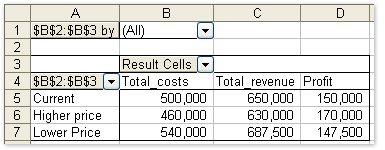 A B C D
1 $B$2:$B$3 by (All)
2
3 Result Cells
4 $B$2:$B$3 Total_costs Total_revenue Profit
5 Current 500,000 650,000 150,000
6 Higher price 460,000 630,000 170,000
7 Lower Price 540,000 687,500 147,500